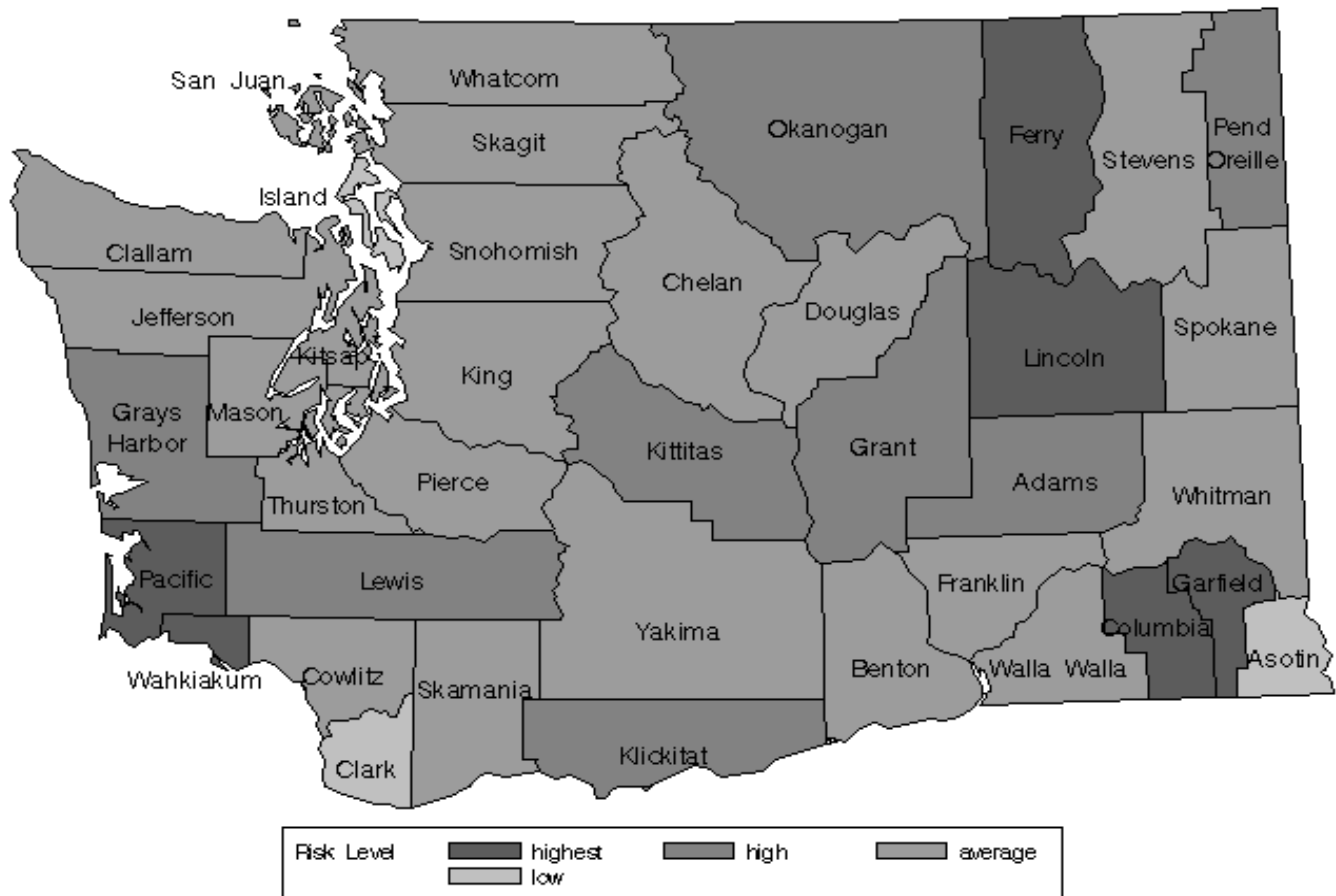 San Juan
Whatcom
Okanogan
Ferry
Pend
Oreille
Skagit
Stevens
Island
Clallam
Snohomish
Chelan
Jefferson
Douglas
Spokane
Kitsap
King
Lincoln
Grays
Harbor
Mason
Kittitas
Grant
Adams
Pierce
Whitman
Thurston
Pacific
Lewis
Franklin
Garfield
Columbia
Yakima
Wahkiakum
Cowlitz
Skamania
Benton
Walla Walla
Asotin
Clark
Klickitat
Risk Level highest high average
low